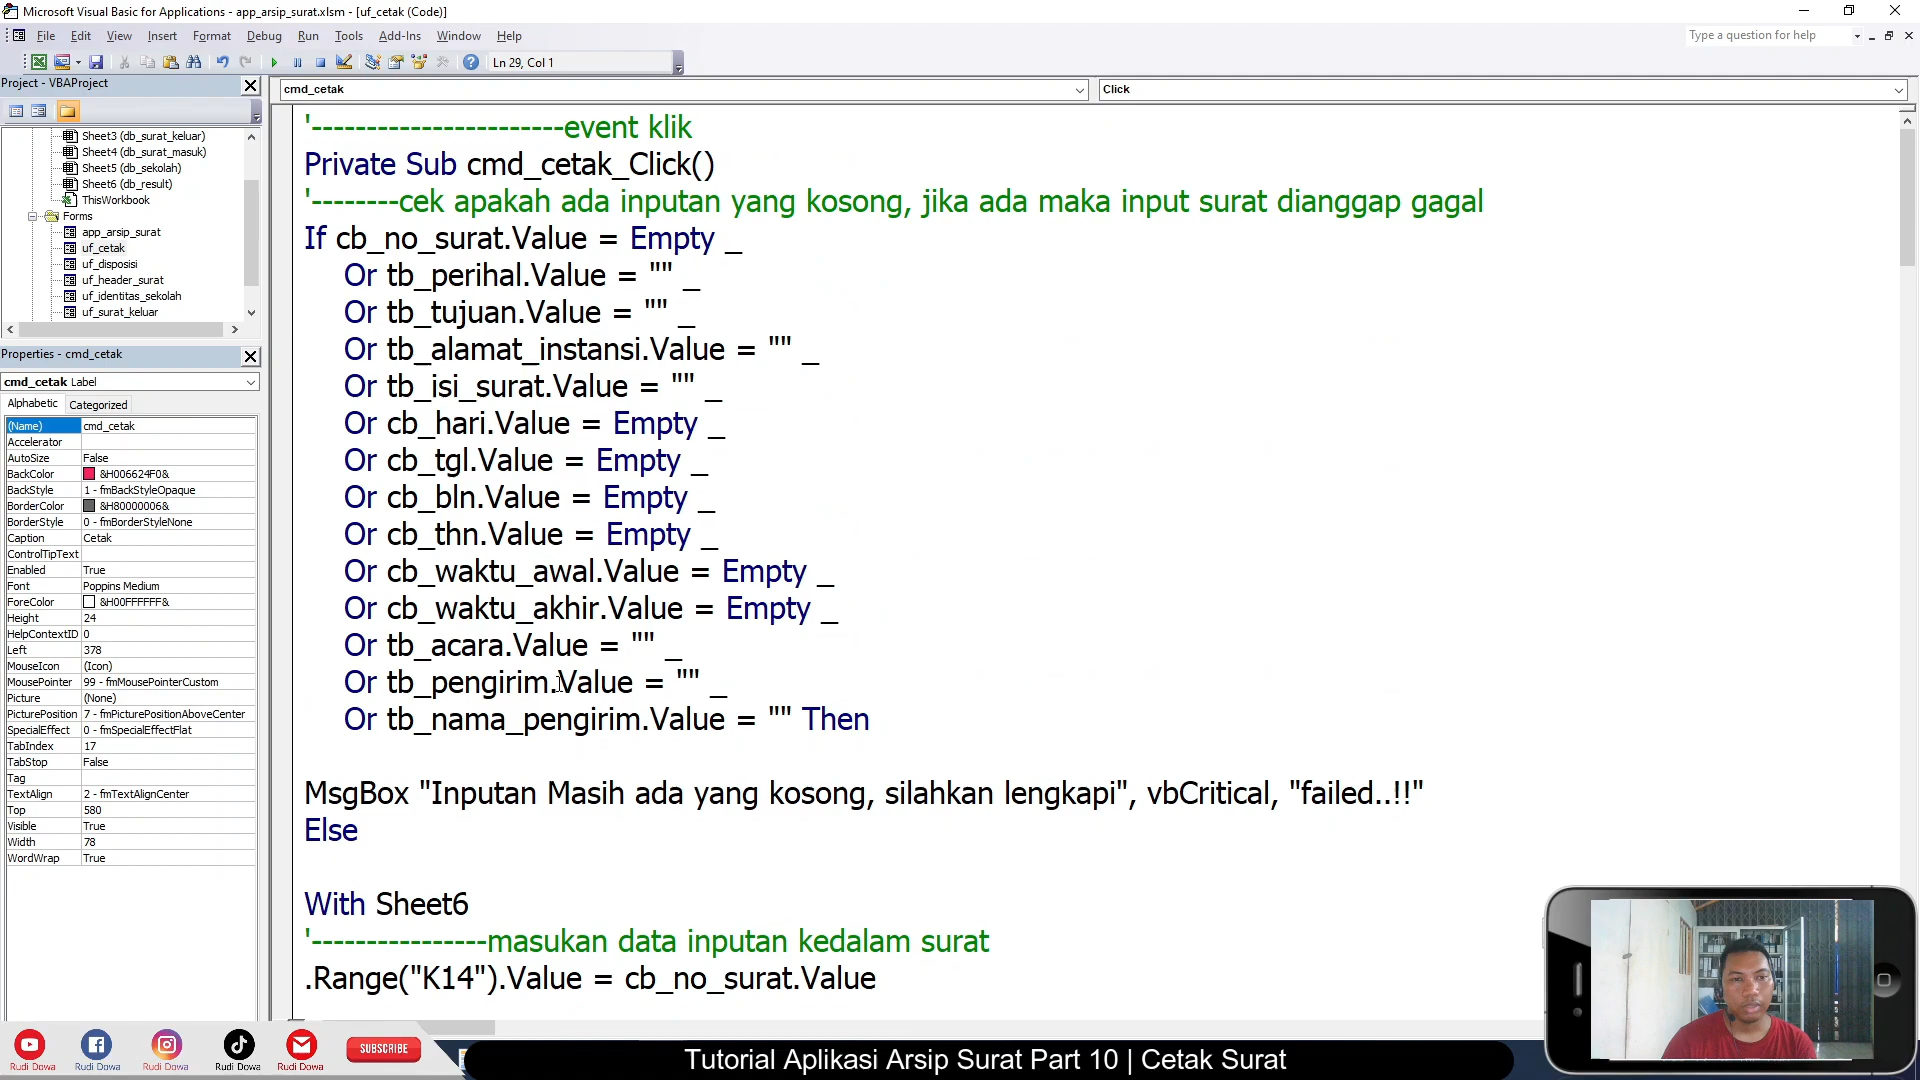 Microsoft Visual Basic for Applications - app_arsip_surat.xlsm - [uf_cetak (Code)]
File Edit View Insert Format Debug Run Tools Add-Ins Window Help
Type a question for help
Ln 29, Col 1
Project - VBAProject
Sheet3 (db_surat_keluar)
Sheet4 (db_surat_masuk)
Sheet5 (db_sekolah)
Sheet6 (db_result)
ThisWorkbook
Forms
app_arsip_surat
uf_cetak
uf_disposisi
uf_header_surat
uf_identitas_sekolah
uf_surat_keluar
Properties - cmd_cetak
cmd_cetak Label
Alphabetic Categorized
(Name) cmd_cetak
Accelerator
AutoSize False
BackColor &H006624F0&
BackStyle 1 - fmBackStyleOpaque
BorderColor &H80000006&
BorderStyle 0 - fmBorderStyleNone
Caption Cetak
ControlTipText
Enabled True
Font Poppins Medium
ForeColor &H00FFFFFF&
Height 24
HelpContextID 0
Left 378
MouseIcon (Icon)
MousePointer 99 - fmMousePointerCustom
Picture (None)
PicturePosition 7 - fmPicturePositionAboveCenter
SpecialEffect 0 - fmSpecialEffectFlat
TabIndex 17
TabStop False
Tag
TextAlign 2 - fmTextAlignCenter
Top 580
Visible True
Width 78
WordWrap True
cmd_cetak
Click
'-----------------------event klik
Private Sub cmd_cetak_Click()
'--------cek apakah ada inputan yang kosong, jika ada maka input surat dianggap gagal
If cb_no_surat.Value = Empty _
Or tb_perihal.Value = "" _
Or tb_tujuan.Value = "" _
Or tb_alamat_instansi.Value = "" _
Or tb_isi_surat.Value = "" _
Or cb_hari.Value = Empty _
Or cb_tgl.Value = Empty _
Or cb_bln.Value = Empty _
Or cb_thn.Value = Empty _
Or cb_waktu_awal.Value = Empty _
Or cb_waktu_akhir.Value = Empty _
Or tb_acara.Value = "" _
Or tb_pengirim.Value = "" _
Or tb_nama_pengirim.Value = "" Then
MsgBox "Inputan Masih ada yang kosong, silahkan lengkapi", vbCritical, "failed..!!"
Else
With Sheet6
'----------------masukan data inputan kedalam surat
.Range("K14").Value = cb_no_surat.Value
Rudi Dowa
Rudi Dowa
Rudi Dowa
Rudi Dowa
Rudi Dowa
SUBSCRIBE
Tutorial Aplikasi Arsip Surat Part 10 | Cetak Surat